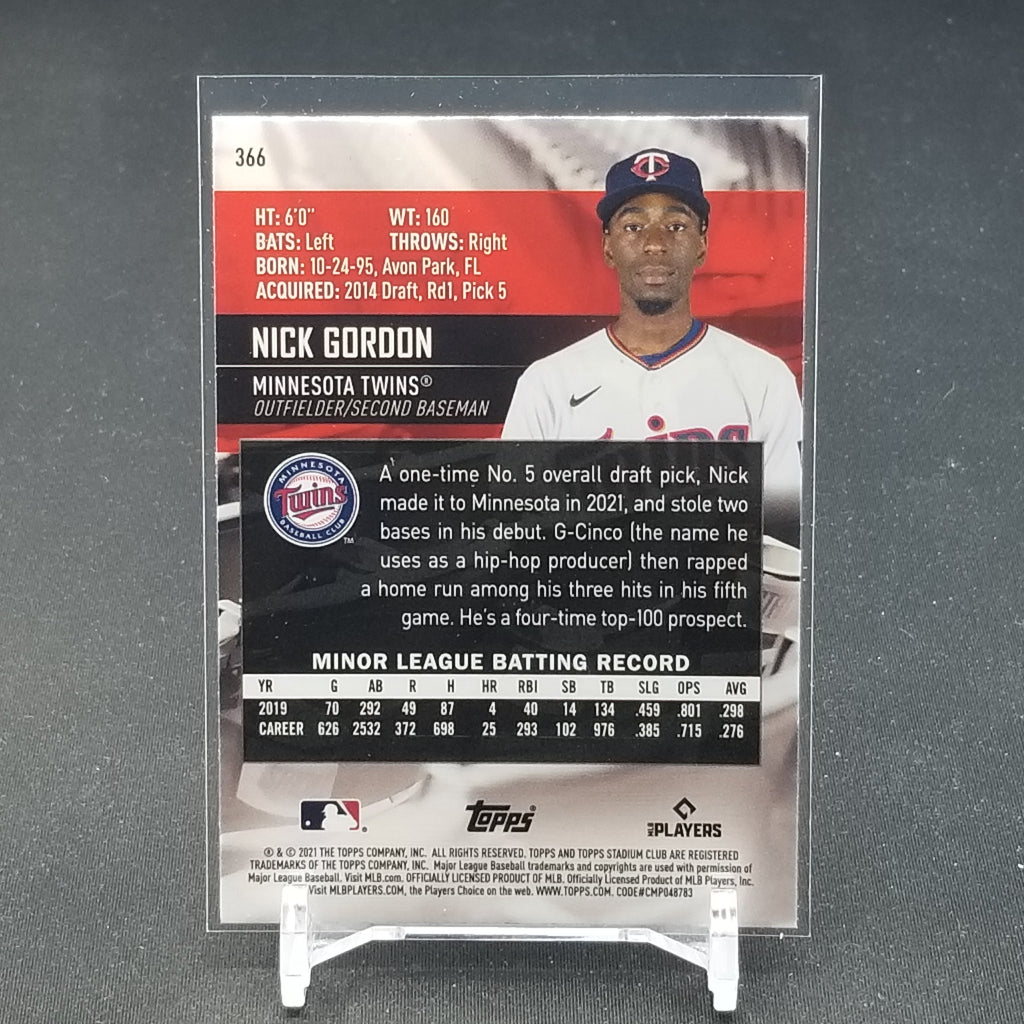 366
T
HT: 6'0" WT: 160
BATS: Left THROWS: Right
BORN: 10-24-95, Avon Park, FL
ACQUIRED: 2014 Draft, Rd1, Pick 5
NICK GORDON
MINNESOTA TWINS®
OUTFIELDER/SECOND BASEMAN
Twins
MINNESOTA
Twins
BASEBALL CLUB
™
A one-time No. 5 overall draft pick, Nick
made it to Minnesota in 2021, and stole two
bases in his debut. G-Cinco (the name he
uses as a hip-hop producer) then rapped
a home run among his three hits in his fifth
game. He's a four-time top-100 prospect.
MINOR LEAGUE BATTING RECORD
YR G AB R H HR RBI SB TB SLG OPS AVG
2019 70 292 49 87 4 40 14 134 .459 .801 .298
CAREER 626 2532 372 698 25 293 102 976 .385 .715 .276
TOPPS®
MLB PLAYERS
® & © 2021 THE TOPPS COMPANY, INC. ALL RIGHTS RESERVED. TOPPS AND TOPPS STADIUM CLUB ARE REGISTERED
TRADEMARKS OF THE TOPPS COMPANY, INC. Major League Baseball trademarks and copyrights are used with permission of
Major League Baseball. Visit MLB.com. OFFICIALLY LICENSED PRODUCT OF MLB. Officially Licensed Product of MLB Players, Inc.
Visit MLBPLAYERS.COM, the Players Choice on the web. WWW.TOPPS.COM. CODE#CMP048783